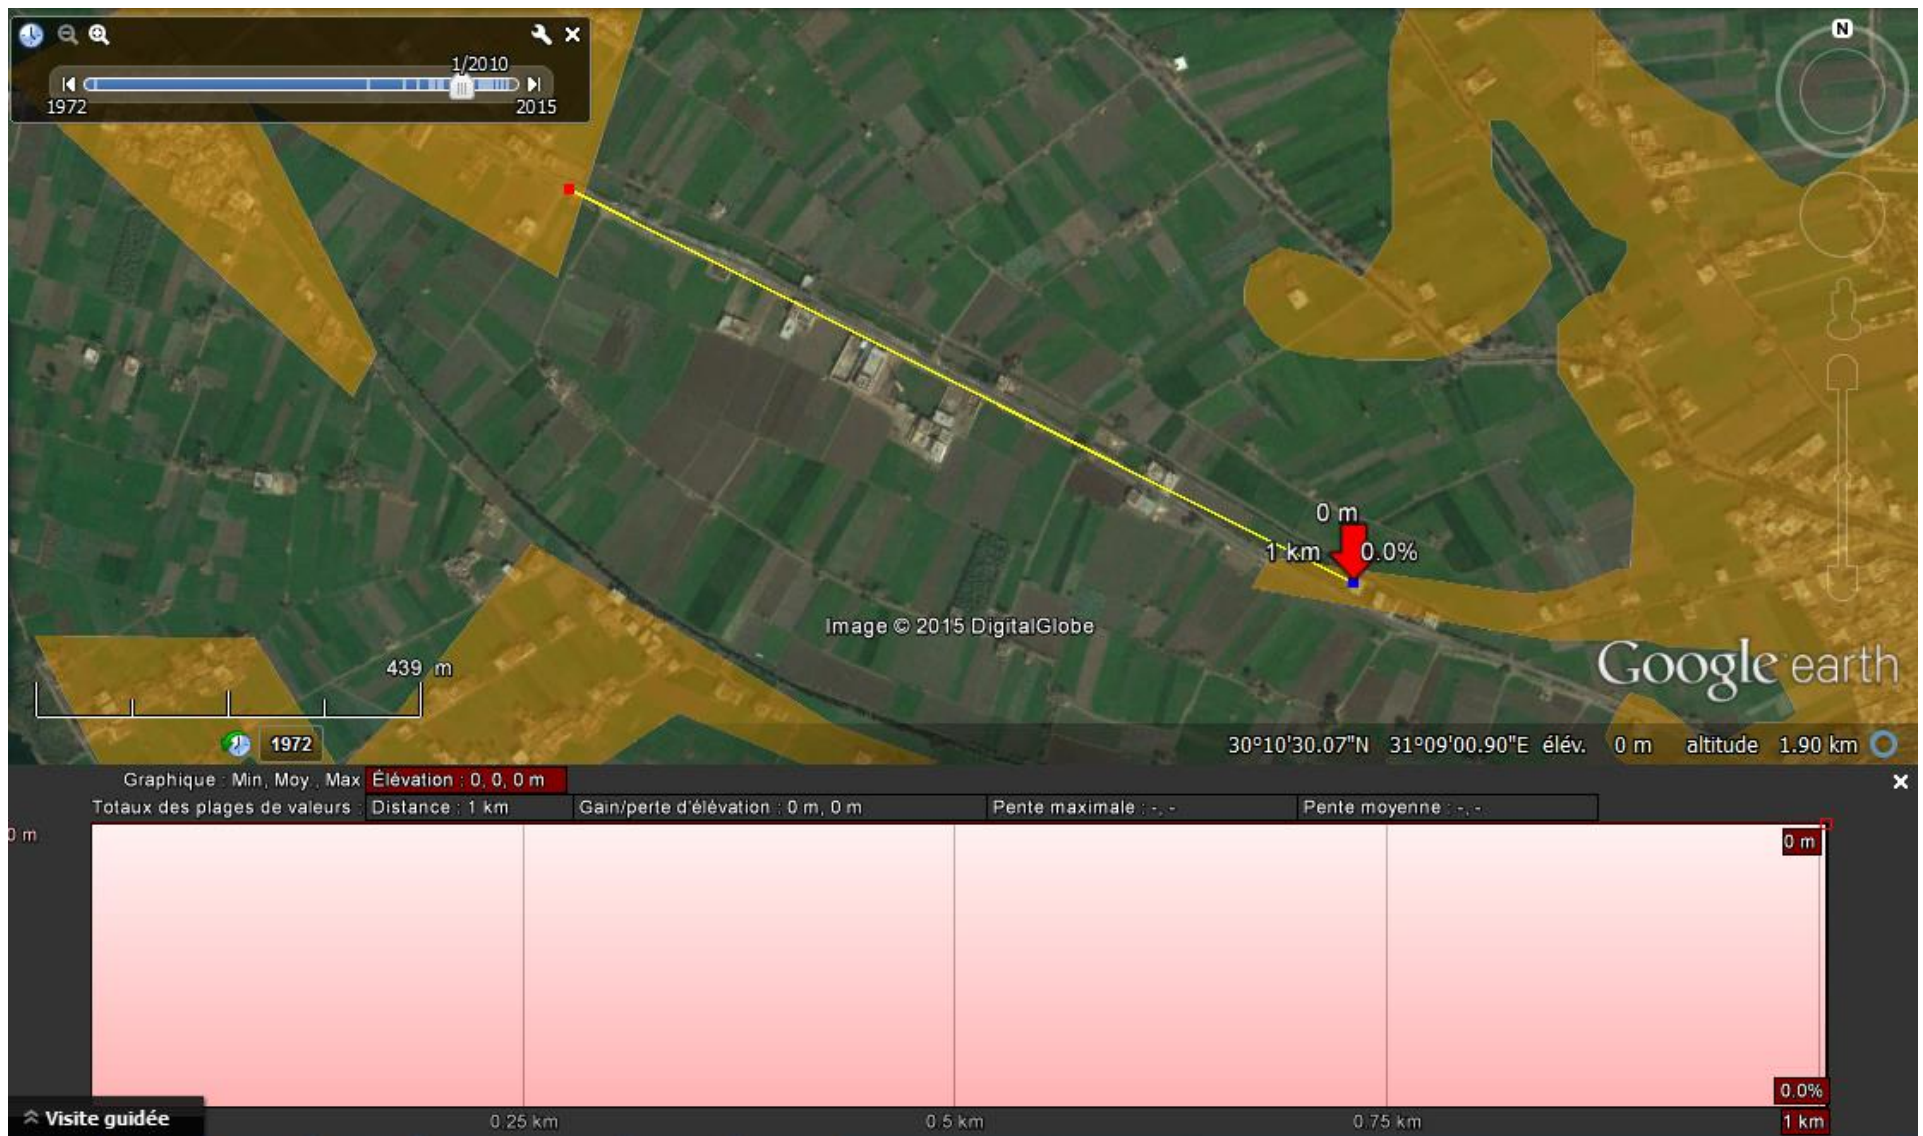 N
1/2010
1972
2015
0 m
1 km
0.0%
Image © 2015 DigitalGlobe
Google earth
439 m
1972
30°10'30.07"N 31°09'00.90"E élév. 0 m altitude 1.90 km
Graphique : Min, Moy., Max Élévation : 0, 0, 0 m
Totaux des plages de valeurs : Distance : 1 km Gain/perte d'élévation : 0 m, 0 m Pente maximale : -, - Pente moyenne : -, -
0 m
0 m
0.0%
Visite guidée
0.25 km
0.5 km
0.75 km
1 km